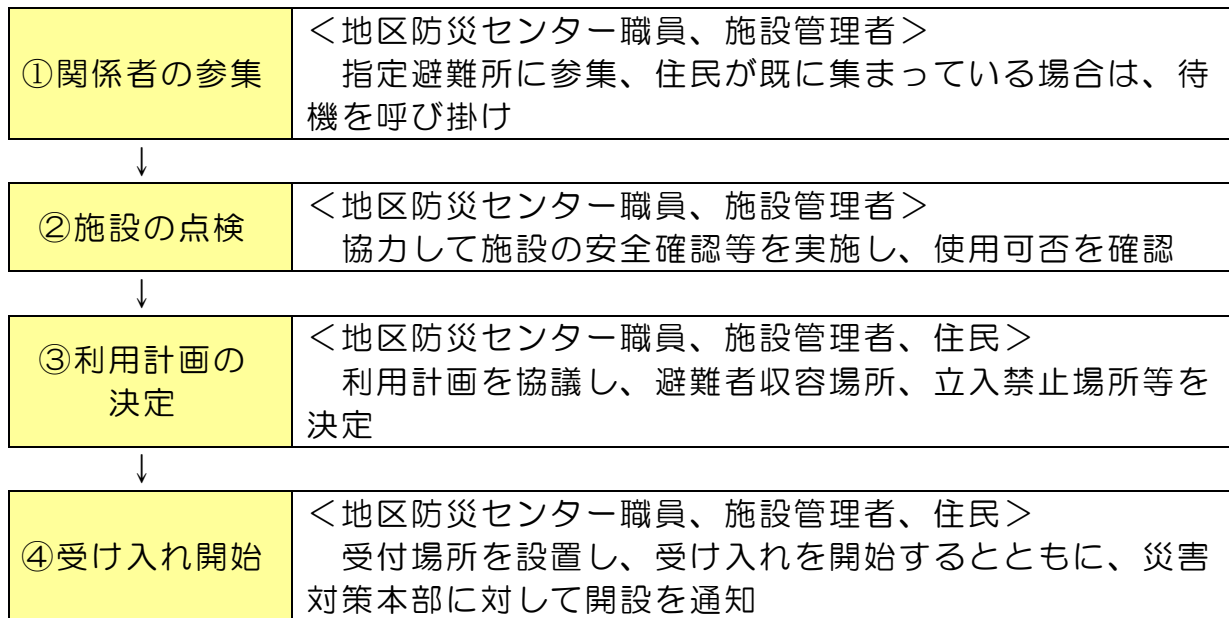 ①関係者の参集
＜地区防災センター職員、施設管理者＞
指定避難所に参集、住民が既に集まっている場合は、待
機を呼び掛け
↓
②施設の点検
＜地区防災センター職員、施設管理者＞
協力して施設の安全確認等を実施し、使用可否を確認
↓
③利用計画の
決定
＜地区防災センター職員、施設管理者、住民＞
利用計画を協議し、避難者収容場所、立入禁止場所等を
決定
↓
④受け入れ開始
＜地区防災センター職員、施設管理者、住民＞
受付場所を設置し、受け入れを開始するとともに、災害
対策本部に対して開設を通知